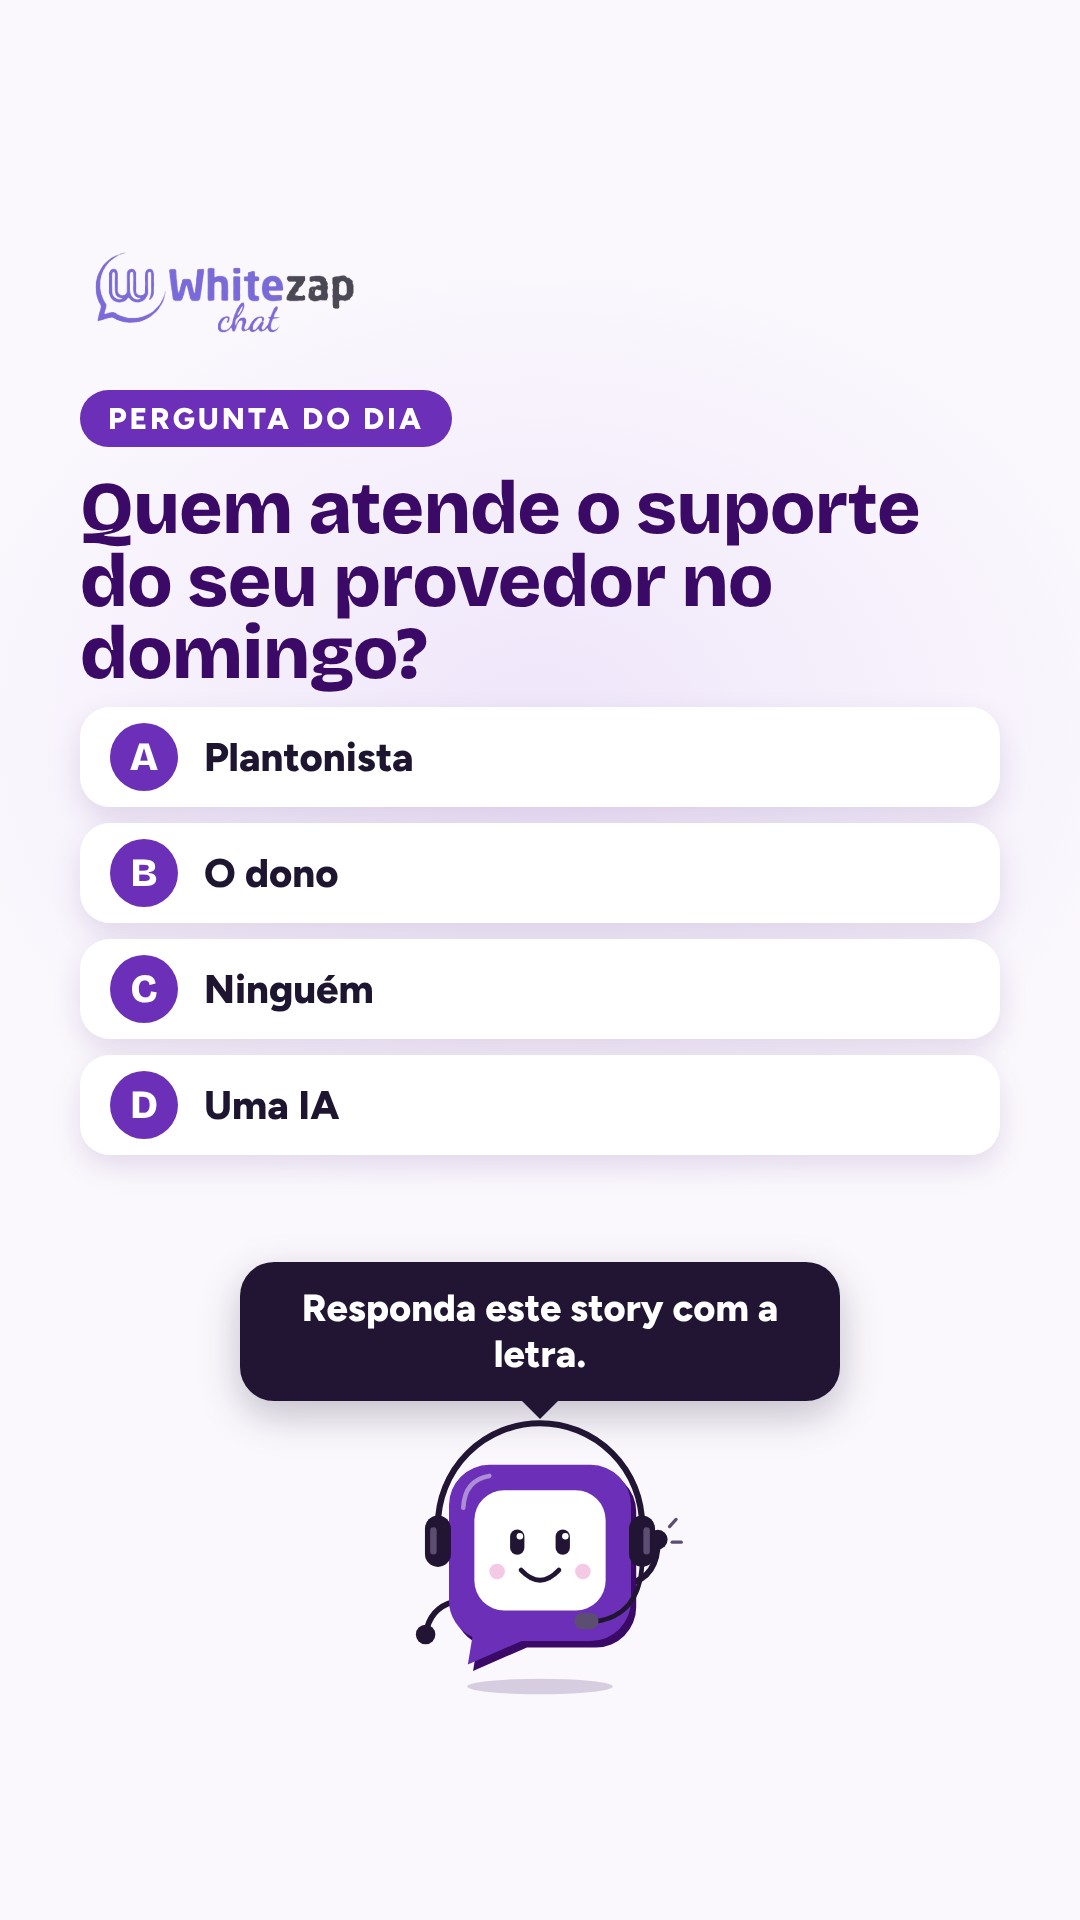 Whitezap
chat
PERGUNTA DO DIA
Quem atende o suporte
do seu provedor no
domingo?
A Plantonista
B O dono
C Ninguém
D Uma IA
Responda este story com a
letra.